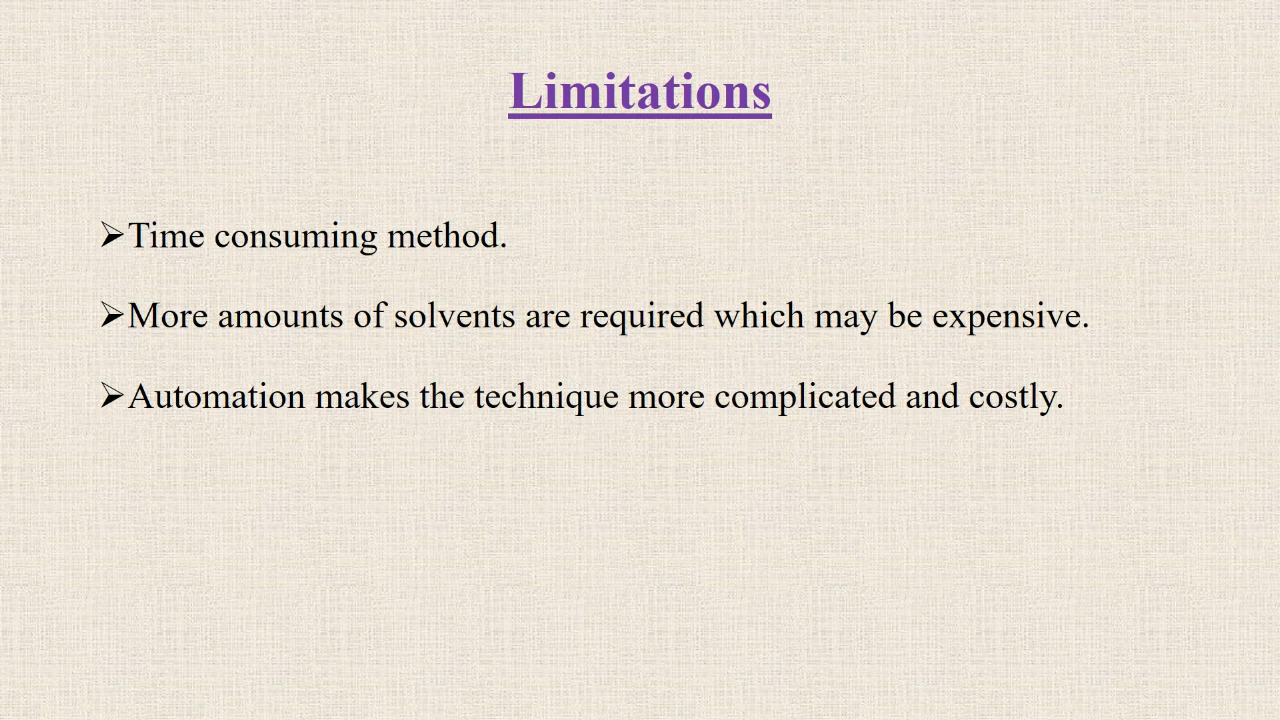 Limitations
➢Time consuming method.
➢More amounts of solvents are required which may be expensive.
➢Automation makes the technique more complicated and costly.